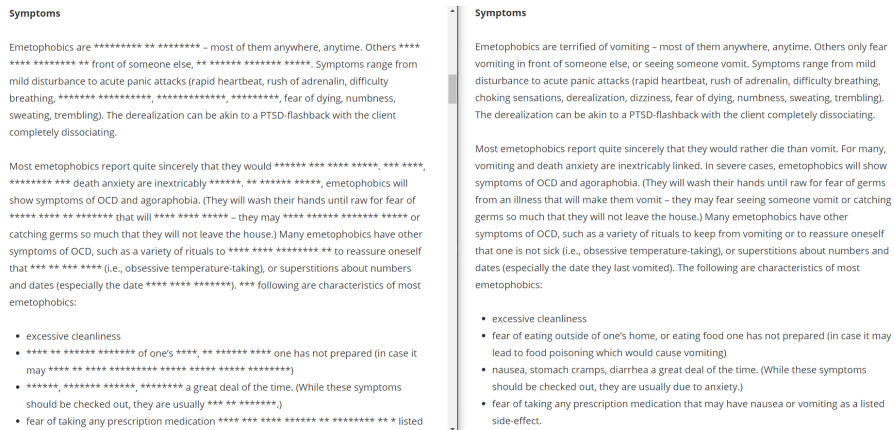 Symptoms
Emetophobics are ********* ** ******** – most of them anywhere, anytime. Others ****
**** ******** ** front of someone else, ** ****** ******* *****. Symptoms range from
mild disturbance to acute panic attacks (rapid heartbeat, rush of adrenalin, difficulty
breathing, ******* **********, *************, *********, fear of dying, numbness,
sweating, trembling). The derealization can be akin to a PTSD-flashback with the client
completely dissociating.
Most emetophobics report quite sincerely that they would ****** *** **** *****. *** ****,
******** *** death anxiety are inextricably ******. ** ****** *****, emetophobics will
show symptoms of OCD and agoraphobia. (They will wash their hands until raw for fear of
***** **** ** ******* that will **** **** ***** – they may **** ****** ******* ***** or
catching germs so much that they will not leave the house.) Many emetophobics have other
symptoms of OCD, such as a variety of rituals to **** **** ******** ** to reassure oneself
that *** ** *** **** (i.e., obsessive temperature-taking), or superstitions about numbers
and dates (especially the date **** **** *******). *** following are characteristics of most
emetophobics:
• excessive cleanliness
• **** ** ****** ******* of one's ****, ** ****** **** one has not prepared (in case it
may **** ** **** ********* ***** ***** ***** ********)
• ******, ******* ******, ******** a great deal of the time. (While these symptoms
should be checked out, they are usually *** ** *******.)
• fear of taking any prescription medication **** *** **** ****** ** ******** ** * listed
Symptoms
Emetophobics are terrified of vomiting – most of them anywhere, anytime. Others only fear
vomiting in front of someone else, or seeing someone vomit. Symptoms range from mild
disturbance to acute panic attacks (rapid heartbeat, rush of adrenalin, difficulty breathing,
choking sensations, derealization, dizziness, fear of dying, numbness, sweating, trembling).
The derealization can be akin to a PTSD-flashback with the client completely dissociating.
Most emetophobics report quite sincerely that they would rather die than vomit. For many,
vomiting and death anxiety are inextricably linked. In severe cases, emetophobics will show
symptoms of OCD and agoraphobia. (They will wash their hands until raw for fear of germs
from an illness that will make them vomit – they may fear seeing someone vomit or catching
germs so much that they will not leave the house.) Many emetophobics have other
symptoms of OCD, such as a variety of rituals to keep from vomiting or to reassure oneself
that one is not sick (i.e., obsessive temperature-taking), or superstitions about numbers and
dates (especially the date they last vomited). The following are characteristics of most
emetophobics:
• excessive cleanliness
• fear of eating outside of one's home, or eating food one has not prepared (in case it may
lead to food poisoning which would cause vomiting)
• nausea, stomach cramps, diarrhea a great deal of the time. (While these symptoms
should be checked out, they are usually due to anxiety.)
• fear of taking any prescription medication that may have nausea or vomiting as a listed
side-effect.